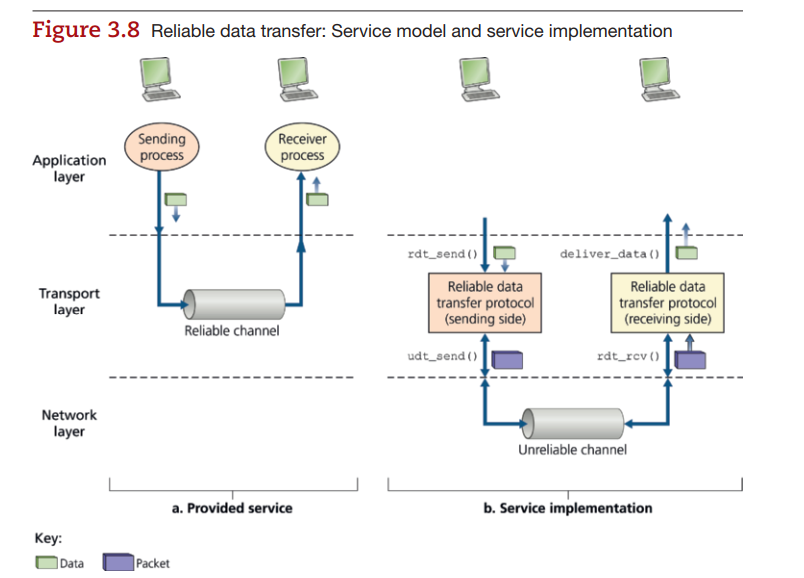 Figure 3.8 Reliable data transfer: Service model and service implementation
Sending
process
Receiver
process
Application
layer
rdt_send()
deliver_data()
Transport
layer
Reliable channel
Reliable data
transfer protocol
(sending side)
Reliable data
transfer protocol
(receiving side)
udt_send()
rdt_rcv()
Network
layer
Unreliable channel
a. Provided service
b. Service implementation
Key:
Data
Packet